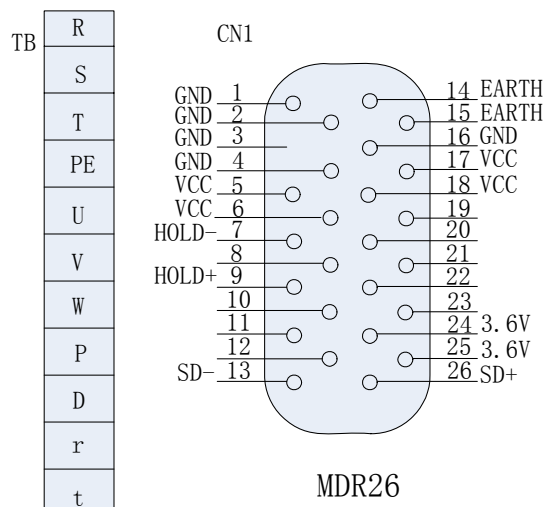 TB
R
S
T
PE
U
V
W
P
D
r
t
CN1
GND 1
GND 2
GND 3
GND 4
VCC 5
VCC 6
HOLD- 7
8
HOLD+ 9
10
11
12
SD- 13
14 EARTH
15 EARTH
16 GND
17 VCC
18 VCC
19
20
21
22
23
24 3.6V
25 3.6V
26 SD+
MDR26